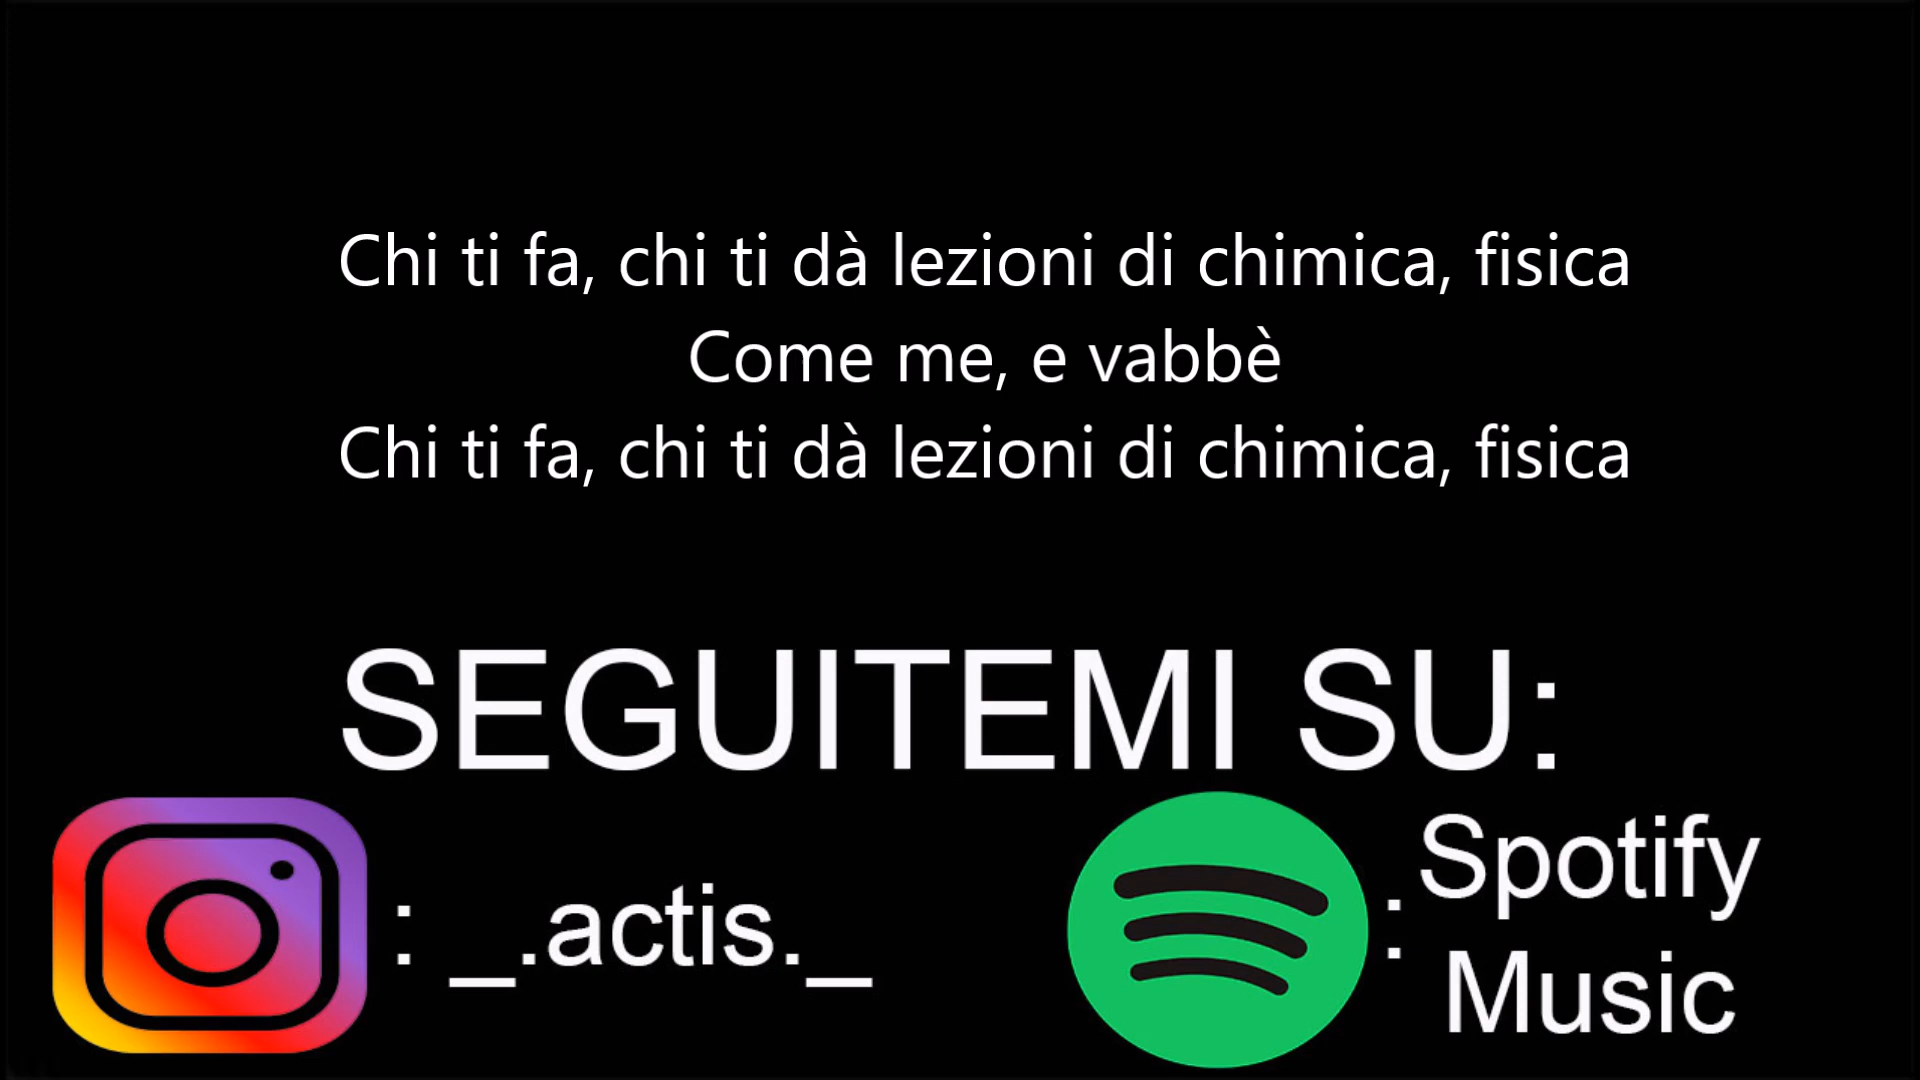 Chi ti fa, chi ti dà lezioni di chimica, fisica
Come me, e vabbè
Chi ti fa, chi ti dà lezioni di chimica, fisica
SEGUITEMI SU:
: _.actis._
: Spotify
Music